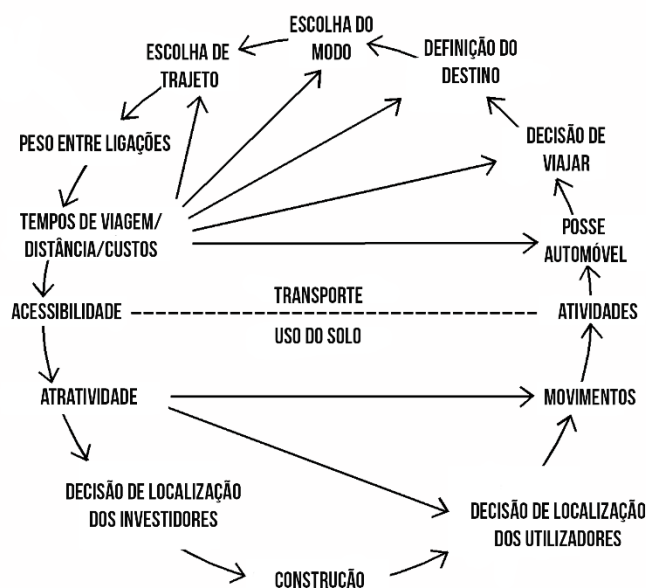 ESCOLHA DO
MODO
ESCOLHA DE
TRAJETO
DEFINIÇÃO DO
DESTINO
PESO ENTRE LIGAÇÕES
DECISÃO DE
VIAJAR
TEMPOS DE VIAGEM/
DISTÂNCIA/CUSTOS
POSSE
AUTOMÓVEL
ACESSIBILIDADE
TRANSPORTE
USO DO SOLO
ATIVIDADES
ATRATIVIDADE
MOVIMENTOS
DECISÃO DE LOCALIZAÇÃO
DOS INVESTIDORES
DECISÃO DE LOCALIZAÇÃO
DOS UTILIZADORES
CONSTRUÇÃO